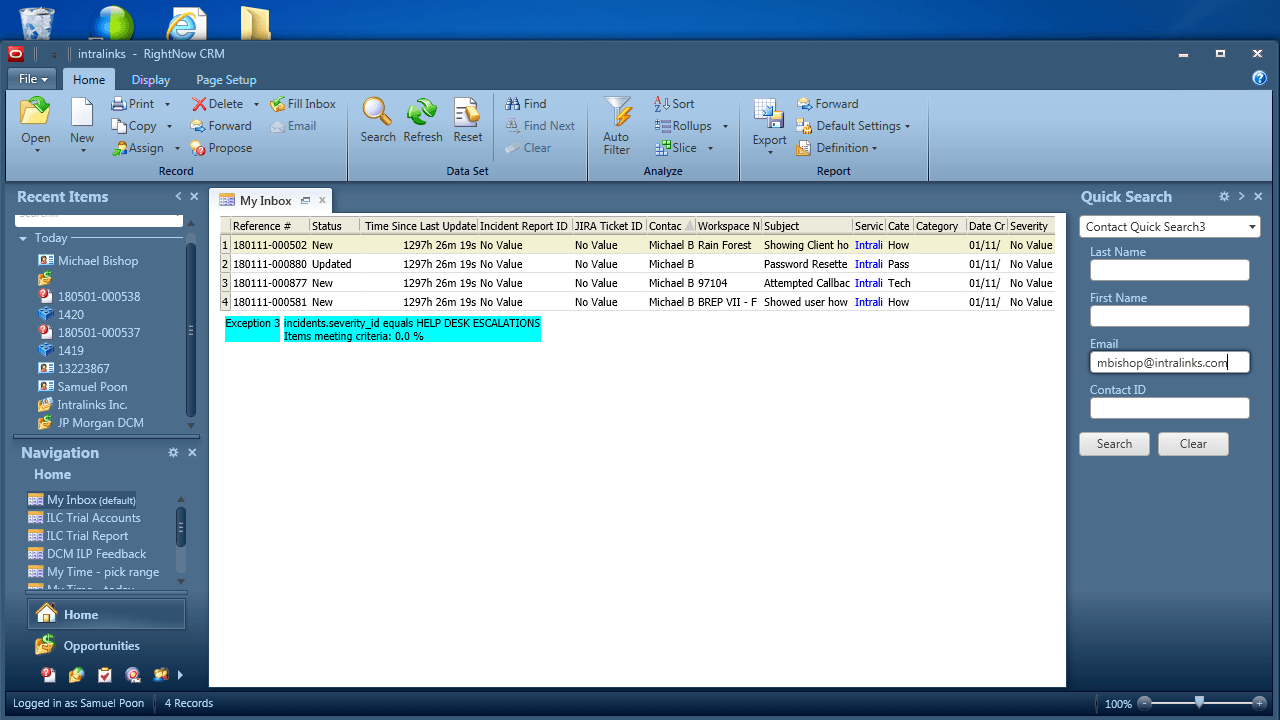 intralinks - RightNow CRM
File Home Display Page Setup
Open
New
Print
Copy
Assign
Delete
Forward
Propose
Fill Inbox
Email
Record
Search
Refresh
Reset
Find
Find Next
Clear
Data Set
Auto Filter
Sort
Rollups
Slice
Analyze
Export
Forward
Default Settings
Definition
Report
Recent Items
Today
Michael Bishop
180501-000538
1420
180501-000537
1419
13223867
Samuel Poon
Intralinks Inc.
JP Morgan DCM
Navigation
Home
My Inbox (default)
ILC Trial Accounts
ILC Trial Report
DCM ILP Feedback
My Time - pick range
My Time - today
Home
Opportunities
My Inbox
Reference # Status Time Since Last Update Incident Report ID JIRA Ticket ID Contac Workspace N Subject Servic Cate Category Date Cr Severity
1 180111-000502 New 1297h 26m 19s No Value No Value Michael B Rain Forest Showing Client ho Intrali How 01/11/ No Value
2 180111-000880 Updated 1297h 26m 19s No Value No Value Michael B Password Resette Intrali Pass 01/11/ No Value
3 180111-000877 New 1297h 26m 19s No Value No Value Michael B 97104 Attempted Callbac Intrali Tech 01/11/ No Value
4 180111-000581 New 1297h 26m 19s No Value No Value Michael B BREP VII - F Showed user how Intrali How 01/11/ No Value
Exception 3 incidents.severity_id equals HELP DESK ESCALATIONS
Items meeting criteria: 0.0 %
Quick Search
Contact Quick Search3
Last Name
First Name
Email
mbishop@intralinks.com
Contact ID
Search Clear
Logged in as: Samuel Poon 4 Records 100%